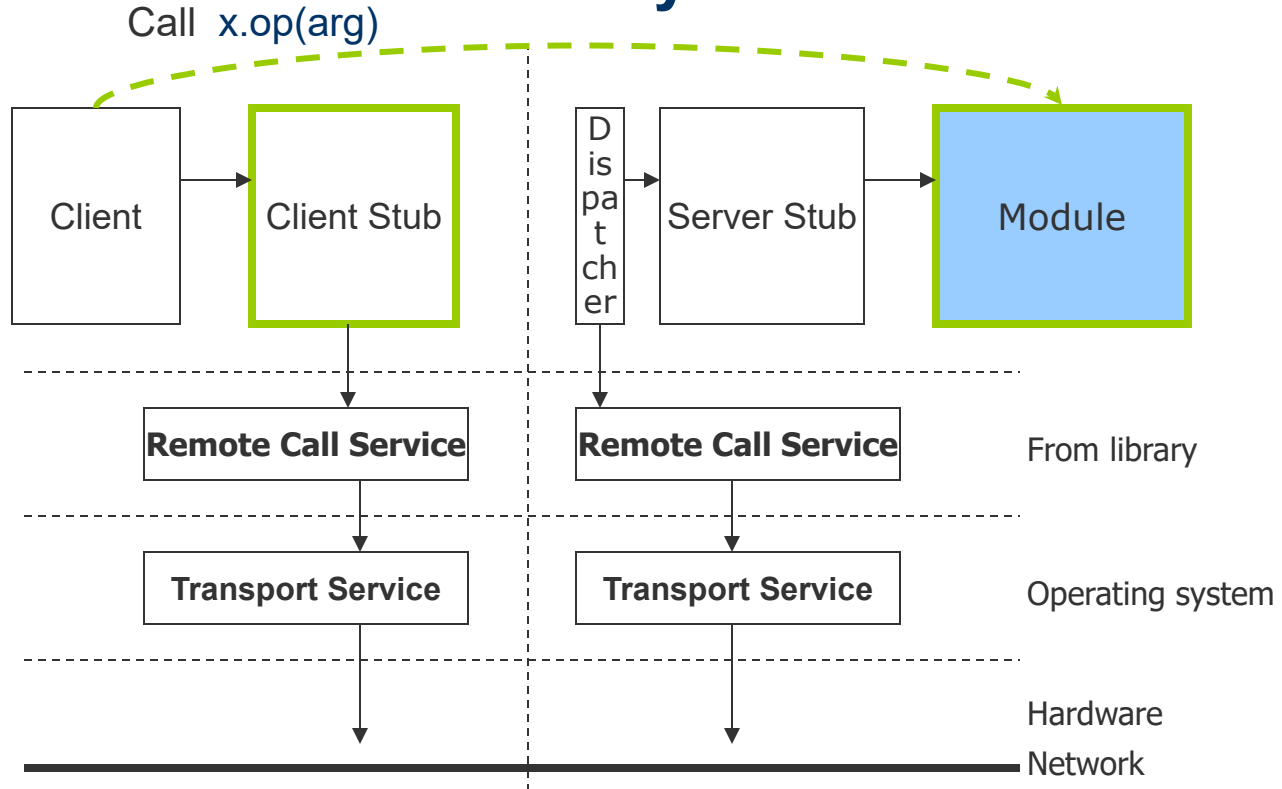 Call x.op(arg)
Client
Client Stub
D
is
pa
t
ch
er
Server Stub
Module
Remote Call Service
Remote Call Service
From library
Transport Service
Transport Service
Operating system
Hardware
Network